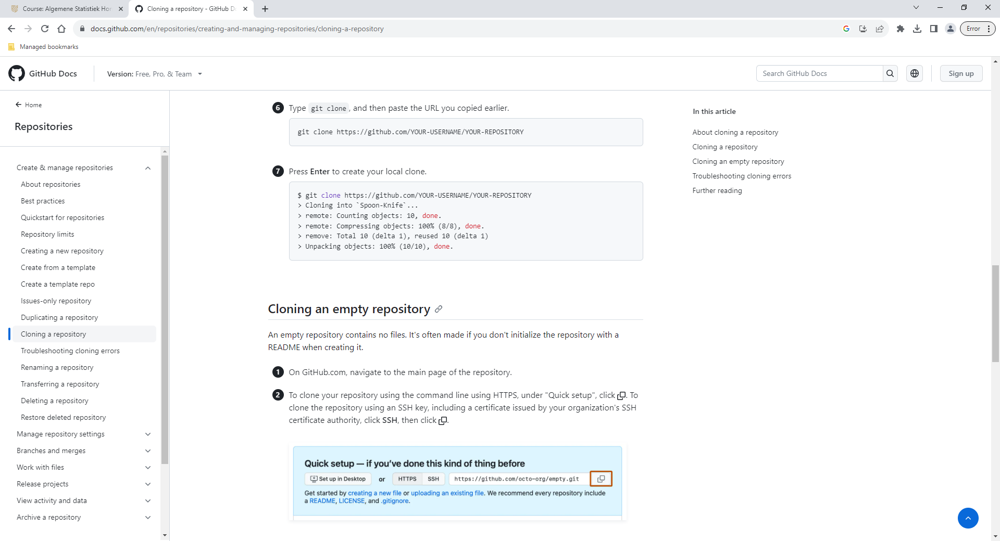 Course: Algemene Statistiek Hor
Cloning a repository - GitHub Do
docs.github.com/en/repositories/creating-and-managing-repositories/cloning-a-repository
Error
Managed bookmarks
GitHub Docs
Version: Free, Pro, & Team
Search GitHub Docs
Sign up
Home
Repositories
Create & manage repositories
About repositories
Best practices
Quickstart for repositories
Repository limits
Creating a new repository
Create from a template
Create a template repo
Issues-only repository
Duplicating a repository
Cloning a repository
Troubleshooting cloning errors
Renaming a repository
Transferring a repository
Deleting a repository
Restore deleted repository
Manage repository settings
Branches and merges
Work with files
Release projects
View activity and data
Archive a repository
6 Type git clone, and then paste the URL you copied earlier.
git clone https://github.com/YOUR-USERNAME/YOUR-REPOSITORY
7 Press Enter to create your local clone.
$ git clone https://github.com/YOUR-USERNAME/YOUR-REPOSITORY
> Cloning into `Spoon-Knife`...
> remote: Counting objects: 10, done.
> remote: Compressing objects: 100% (8/8), done.
> remove: Total 10 (delta 1), reused 10 (delta 1)
> Unpacking objects: 100% (10/10), done.
Cloning an empty repository
An empty repository contains no files. It's often made if you don't initialize the repository with a
README when creating it.
1 On GitHub.com, navigate to the main page of the repository.
2 To clone your repository using the command line using HTTPS, under "Quick setup", click . To
clone the repository using an SSH key, including a certificate issued by your organization's SSH
certificate authority, click SSH, then click .
Quick setup — if you've done this kind of thing before
Set up in Desktop or HTTPS SSH https://github.com/octo-org/empty.git
Get started by creating a new file or uploading an existing file. We recommend every repository include
a README, LICENSE, and .gitignore.
In this article
About cloning a repository
Cloning a repository
Cloning an empty repository
Troubleshooting cloning errors
Further reading